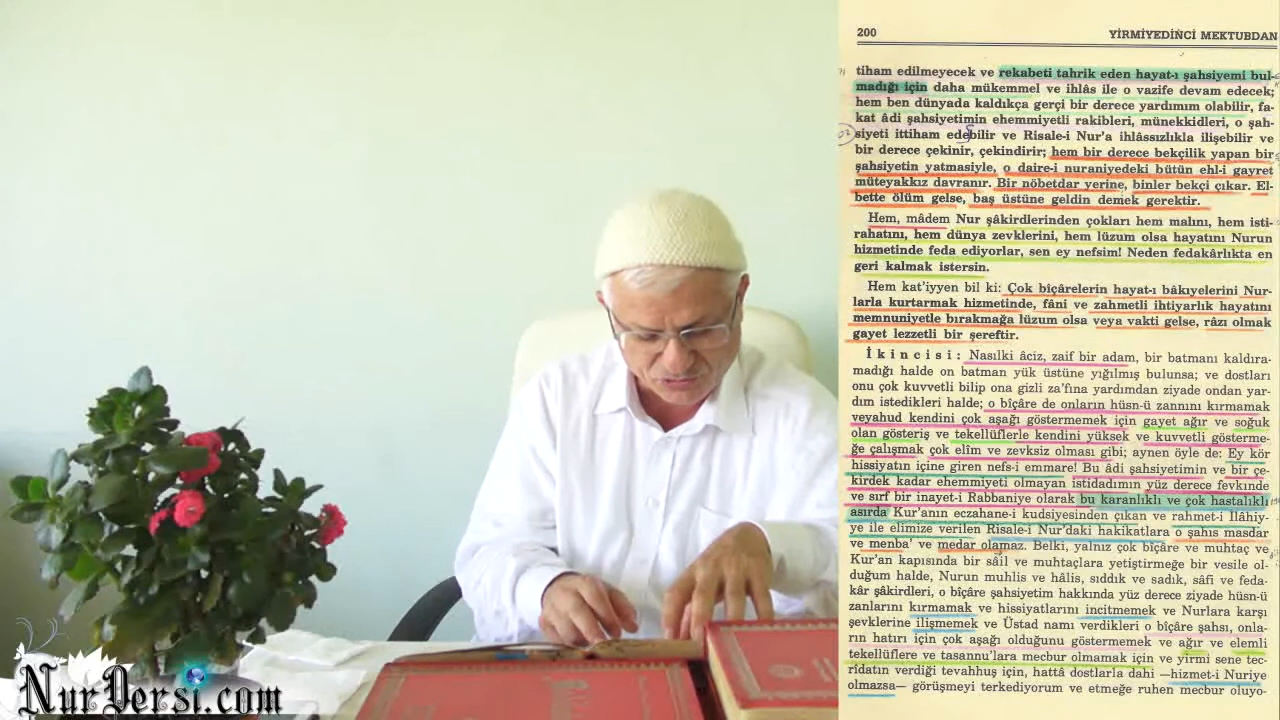 200 YİRMİYEDİNCİ MEKTUBDAN
tiham edilmeyecek ve rekabeti tahrik eden hayat-ı şahsiyemi bul-
madığı için daha mükemmel ve ihlâs ile o vazife devam edecek;
hem ben dünyada kaldıkça gerçi bir derece yardımım olabilir, fa-
kat âdi şahsiyetimin ehemmiyetli rakibleri, münekkidleri, o şah-
siyeti ittiham edebilir ve Risale-i Nur'a ihlâssızlıkla ilişebilir ve
bir derece çekinir, çekindirir; hem bir derece bekçilik yapan bir
şahsiyetin yatmasiyle, o daire-i nuraniyedeki bütün ehl-i gayret
müteyakkız davranır. Bir nöbetdar yerine, binler bekçi çıkar. El-
bette ölüm gelse, baş üstüne geldin demek gerektir.
Hem, mâdem Nur şâkirdlerinden çokları hem malını, hem isti-
rahatını, hem dünya zevklerini, hem lüzum olsa hayatını Nurun
hizmetinde feda ediyorlar, sen ey nefsim! Neden fedakârlıkta en
geri kalmak istersin.
Hem kat'iyyen bil ki: Çok bîçârelerin hayat-ı bâkıyelerini Nur-
larla kurtarmak hizmetinde, fâni ve zahmetli ihtiyarlık hayatını
memnuniyetle bırakmağa lüzum olsa veya vakti gelse, râzı olmak
gayet lezzetli bir şereftir.
İkincisi: Nasılki âciz, zaif bir adam, bir batmanı kaldıra-
madığı halde on batman yük üstüne yığılmış bulunsa; ve dostları
onu çok kuvvetli bilip ona gizli za'fına yardımdan ziyade ondan yar-
dım istedikleri halde; o bîçâre de onların hüsn-ü zannını kırmamak
veyahud kendini çok aşağı göstermemek için gayet ağır ve soğuk
olan gösteriş ve tekellüflerle kendini yüksek ve kuvvetli gösterme-
ğe çalışmak çok elîm ve zevksiz olması gibi; aynen öyle de: Ey kör
hissiyatın içine giren nefs-i emmare! Bu âdi şahsiyetimin ve bir çe-
kirdek kadar ehemmiyeti olmayan istidadımın yüz derece fevkınde
ve sırf bir inayet-i Rabbaniye olarak bu karanlıklı ve çok hastalıklı
asırda Kur'anın eczahane-i kudsiyesinden çıkan ve rahmet-i İlâhiy-
ye ile elimize verilen Risale-i Nur'daki hakikatlara o şahıs masdar
ve menba' ve medar olamaz. Belki, yalnız çok bîçare ve muhtaç ve
Kur'an kapısında bir sâil ve muhtaçlara yetiştirmeğe bir vesile ol-
duğum halde, Nurun muhlis ve hâlis, sıddık ve sadık, sâfi ve feda-
kâr şâkirdleri, o bîçare şahsiyetim hakkında yüz derece ziyade hüsn-ü
zanlarını kırmamak ve hissiyatlarını incitmemek ve Nurlara karşı
şevklerine ilişmemek ve Üstad namı verdikleri o bîçare şahsı, onla-
rın hatırı için çok aşağı olduğunu göstermemek ve ağır ve elemli
tekellüflere ve tasannu'lara mecbur olmamak için ve yirmi sene tec-
rîdatın verdiği tevahhuş için, hattâ dostlarla dahi —hizmet-i Nuriye
olmazsa— görüşmeyi terkediyorum ve etmeğe ruhen mecbur oluyo-
NurDersi.com